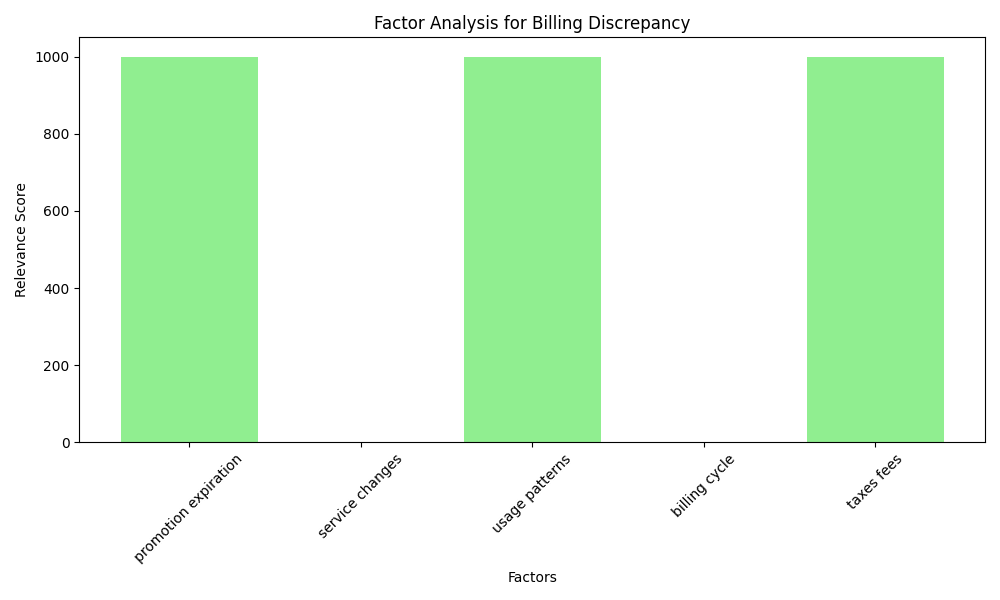 Factor Analysis for Billing Discrepancy
Relevance Score
1000
800
600
400
200
0
promotion expiration
service changes
usage patterns
billing cycle
taxes fees
Factors